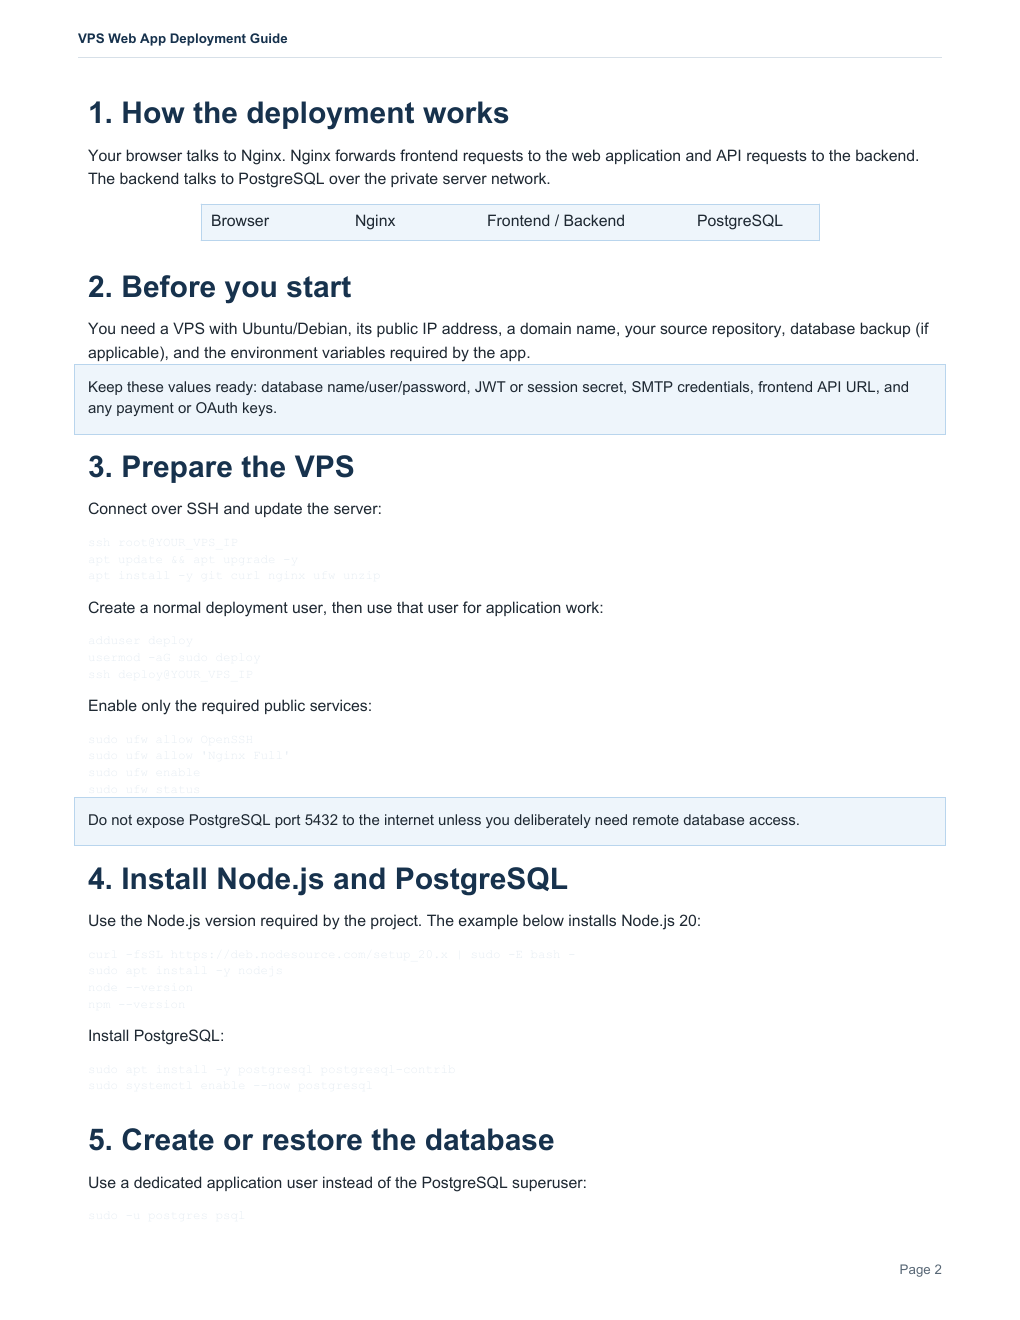 VPS Web App Deployment Guide
1. How the deployment works
Your browser talks to Nginx. Nginx forwards frontend requests to the web application and API requests to the backend.
The backend talks to PostgreSQL over the private server network.
Browser Nginx Frontend / Backend PostgreSQL
2. Before you start
You need a VPS with Ubuntu/Debian, its public IP address, a domain name, your source repository, database backup (if
applicable), and the environment variables required by the app.
Keep these values ready: database name/user/password, JWT or session secret, SMTP credentials, frontend API URL, and
any payment or OAuth keys.
3. Prepare the VPS
Connect over SSH and update the server:
ssh root@YOUR_VPS_IP
apt update && apt upgrade -y
apt install -y git curl nginx ufw unzip
Create a normal deployment user, then use that user for application work:
adduser deploy
usermod -aG sudo deploy
ssh deploy@YOUR_VPS_IP
Enable only the required public services:
sudo ufw allow OpenSSH
sudo ufw allow 'Nginx Full'
sudo ufw enable
sudo ufw status
Do not expose PostgreSQL port 5432 to the internet unless you deliberately need remote database access.
4. Install Node.js and PostgreSQL
Use the Node.js version required by the project. The example below installs Node.js 20:
curl -fsSL https://deb.nodesource.com/setup_20.x | sudo -E bash -
sudo apt install -y nodejs
node --version
npm --version
Install PostgreSQL:
sudo apt install -y postgresql postgresql-contrib
sudo systemctl enable --now postgresql
5. Create or restore the database
Use a dedicated application user instead of the PostgreSQL superuser:
sudo -u postgres psql
Page 2